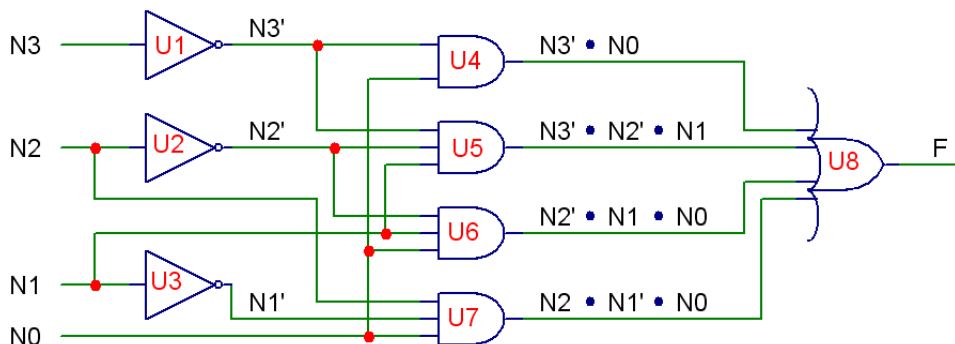 N3
U1
N3'
U4
N3' • N0
N2
U2
N2'
U5
N3' • N2' • N1
U8
F
U6
N2' • N1 • N0
N1
U3
N1'
U7
N2 • N1' • N0
N0